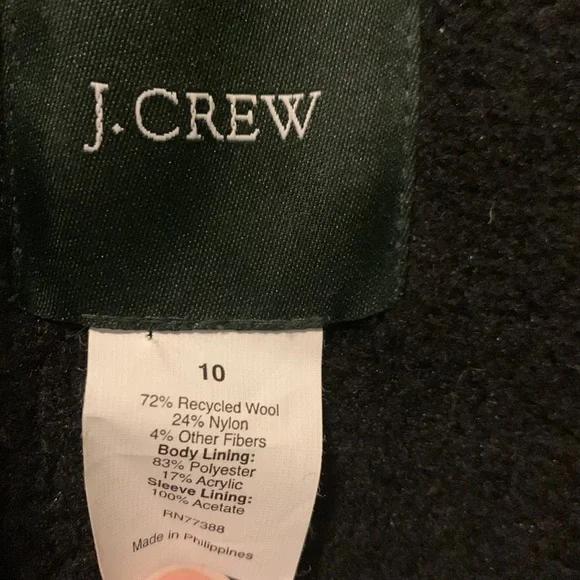 J.CREW
10
72% Recycled Wool
24% Nylon
4% Other Fibers
Body Lining:
83% Polyester
17% Acrylic
Sleeve Lining:
100% Acetate
RN77388
Made in Philippines